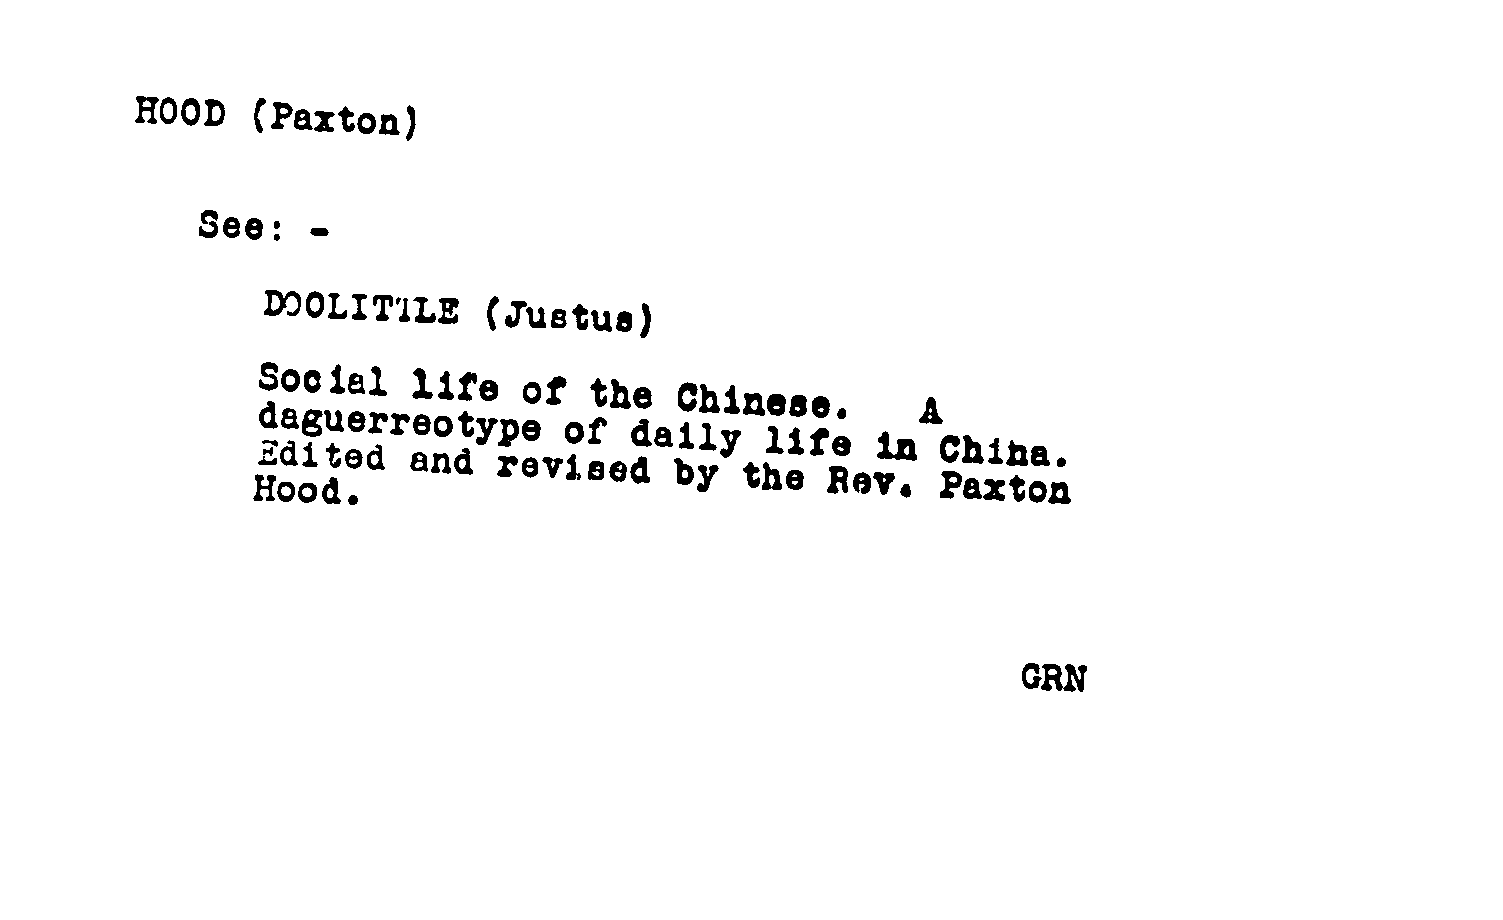 HOOD (Paxton)
See: -
DOOLITTLE (Justus)
Social life of the Chinese. A
daguerreotype of daily life in China.
Edited and revised by the Rev. Paxton
Hood.
GRN